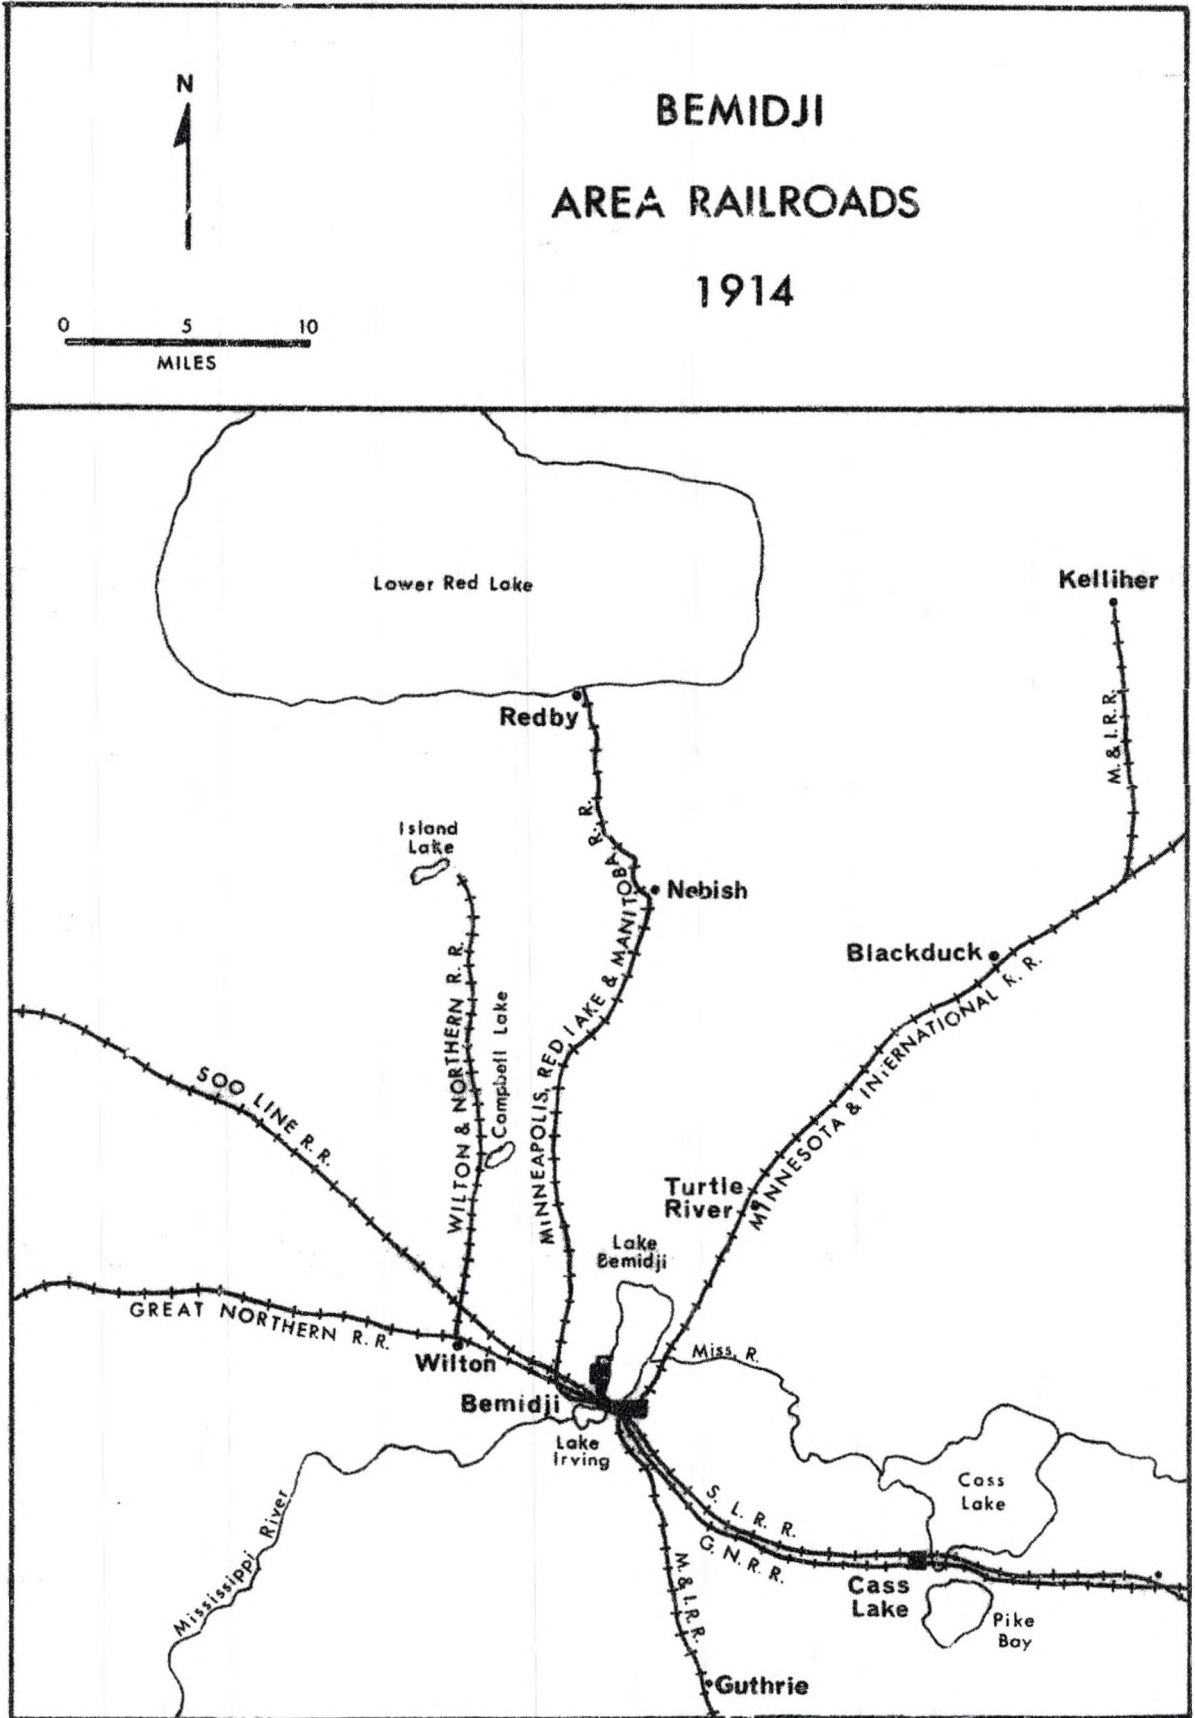 N
BEMIDJI
AREA RAILROADS
1914
0 5 10
MILES
Lower Red Lake
Kelliher
Redby
M. & I. R. R.
Island
Lake
Nebish
Blackduck
WILTON & NORTHERN R. R.
Campbell Lake
MINNEAPOLIS, RED LAKE & MANITOBA R. R.
MINNESOTA & INTERNATIONAL R. R.
SOO LINE R. R.
Turtle
River
Lake
Bemidji
GREAT NORTHERN R. R.
Wilton
Miss. R.
Bemidji
Lake
Irving
Cass
Lake
Mississippi River
S. L. R. R.
G. N. R. R.
M. & I. R. R.
Cass
Lake
Pike
Bay
Guthrie